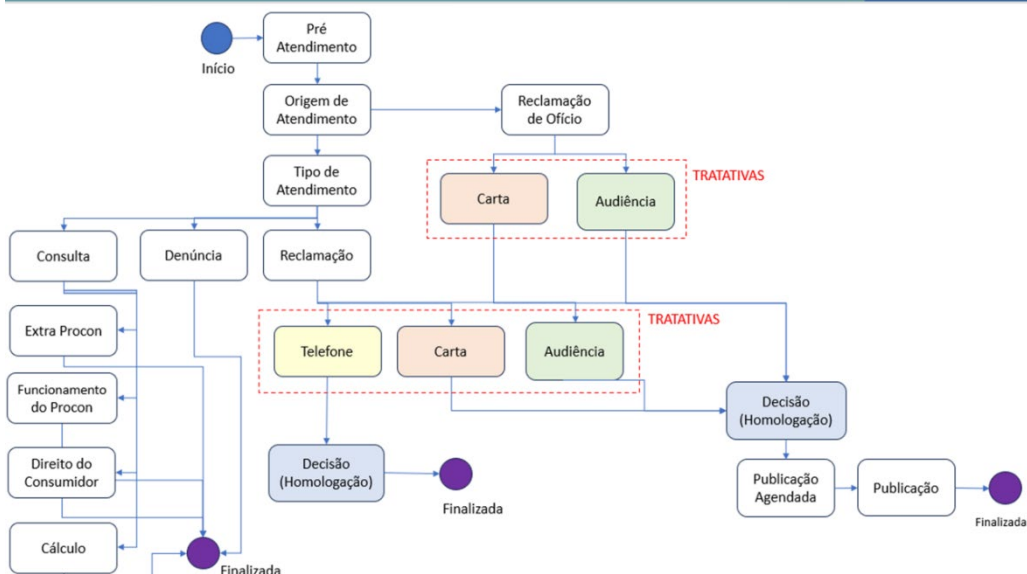 Pré
Atendimento
Início
Origem de
Atendimento
Reclamação
de Ofício
Tipo de
Atendimento
TRATATIVAS
Carta
Audiência
Consulta
Denúncia
Reclamação
Extra Procon
TRATATIVAS
Telefone
Carta
Audiência
Funcionamento
do Procon
Decisão
(Homologação)
Direito do
Consumidor
Decisão
(Homologação)
Finalizada
Publicação
Agendada
Publicação
Finalizada
Cálculo
Finalizada